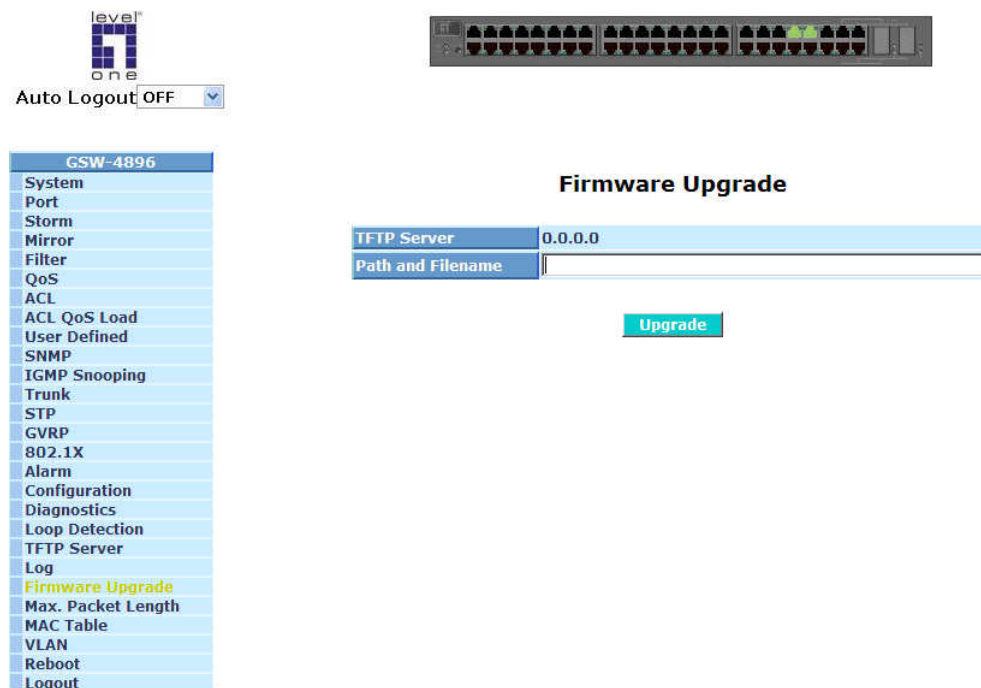 level
one
Auto Logout OFF
GSW-4896
System
Port
Storm
Mirror
Filter
QoS
ACL
ACL QoS Load
User Defined
SNMP
IGMP Snooping
Trunk
STP
GVRP
802.1X
Alarm
Configuration
Diagnostics
Loop Detection
TFTP Server
Log
Firmware Upgrade
Max. Packet Length
MAC Table
VLAN
Reboot
Logout
Firmware Upgrade
TFTP Server 0.0.0.0
Path and Filename
Upgrade